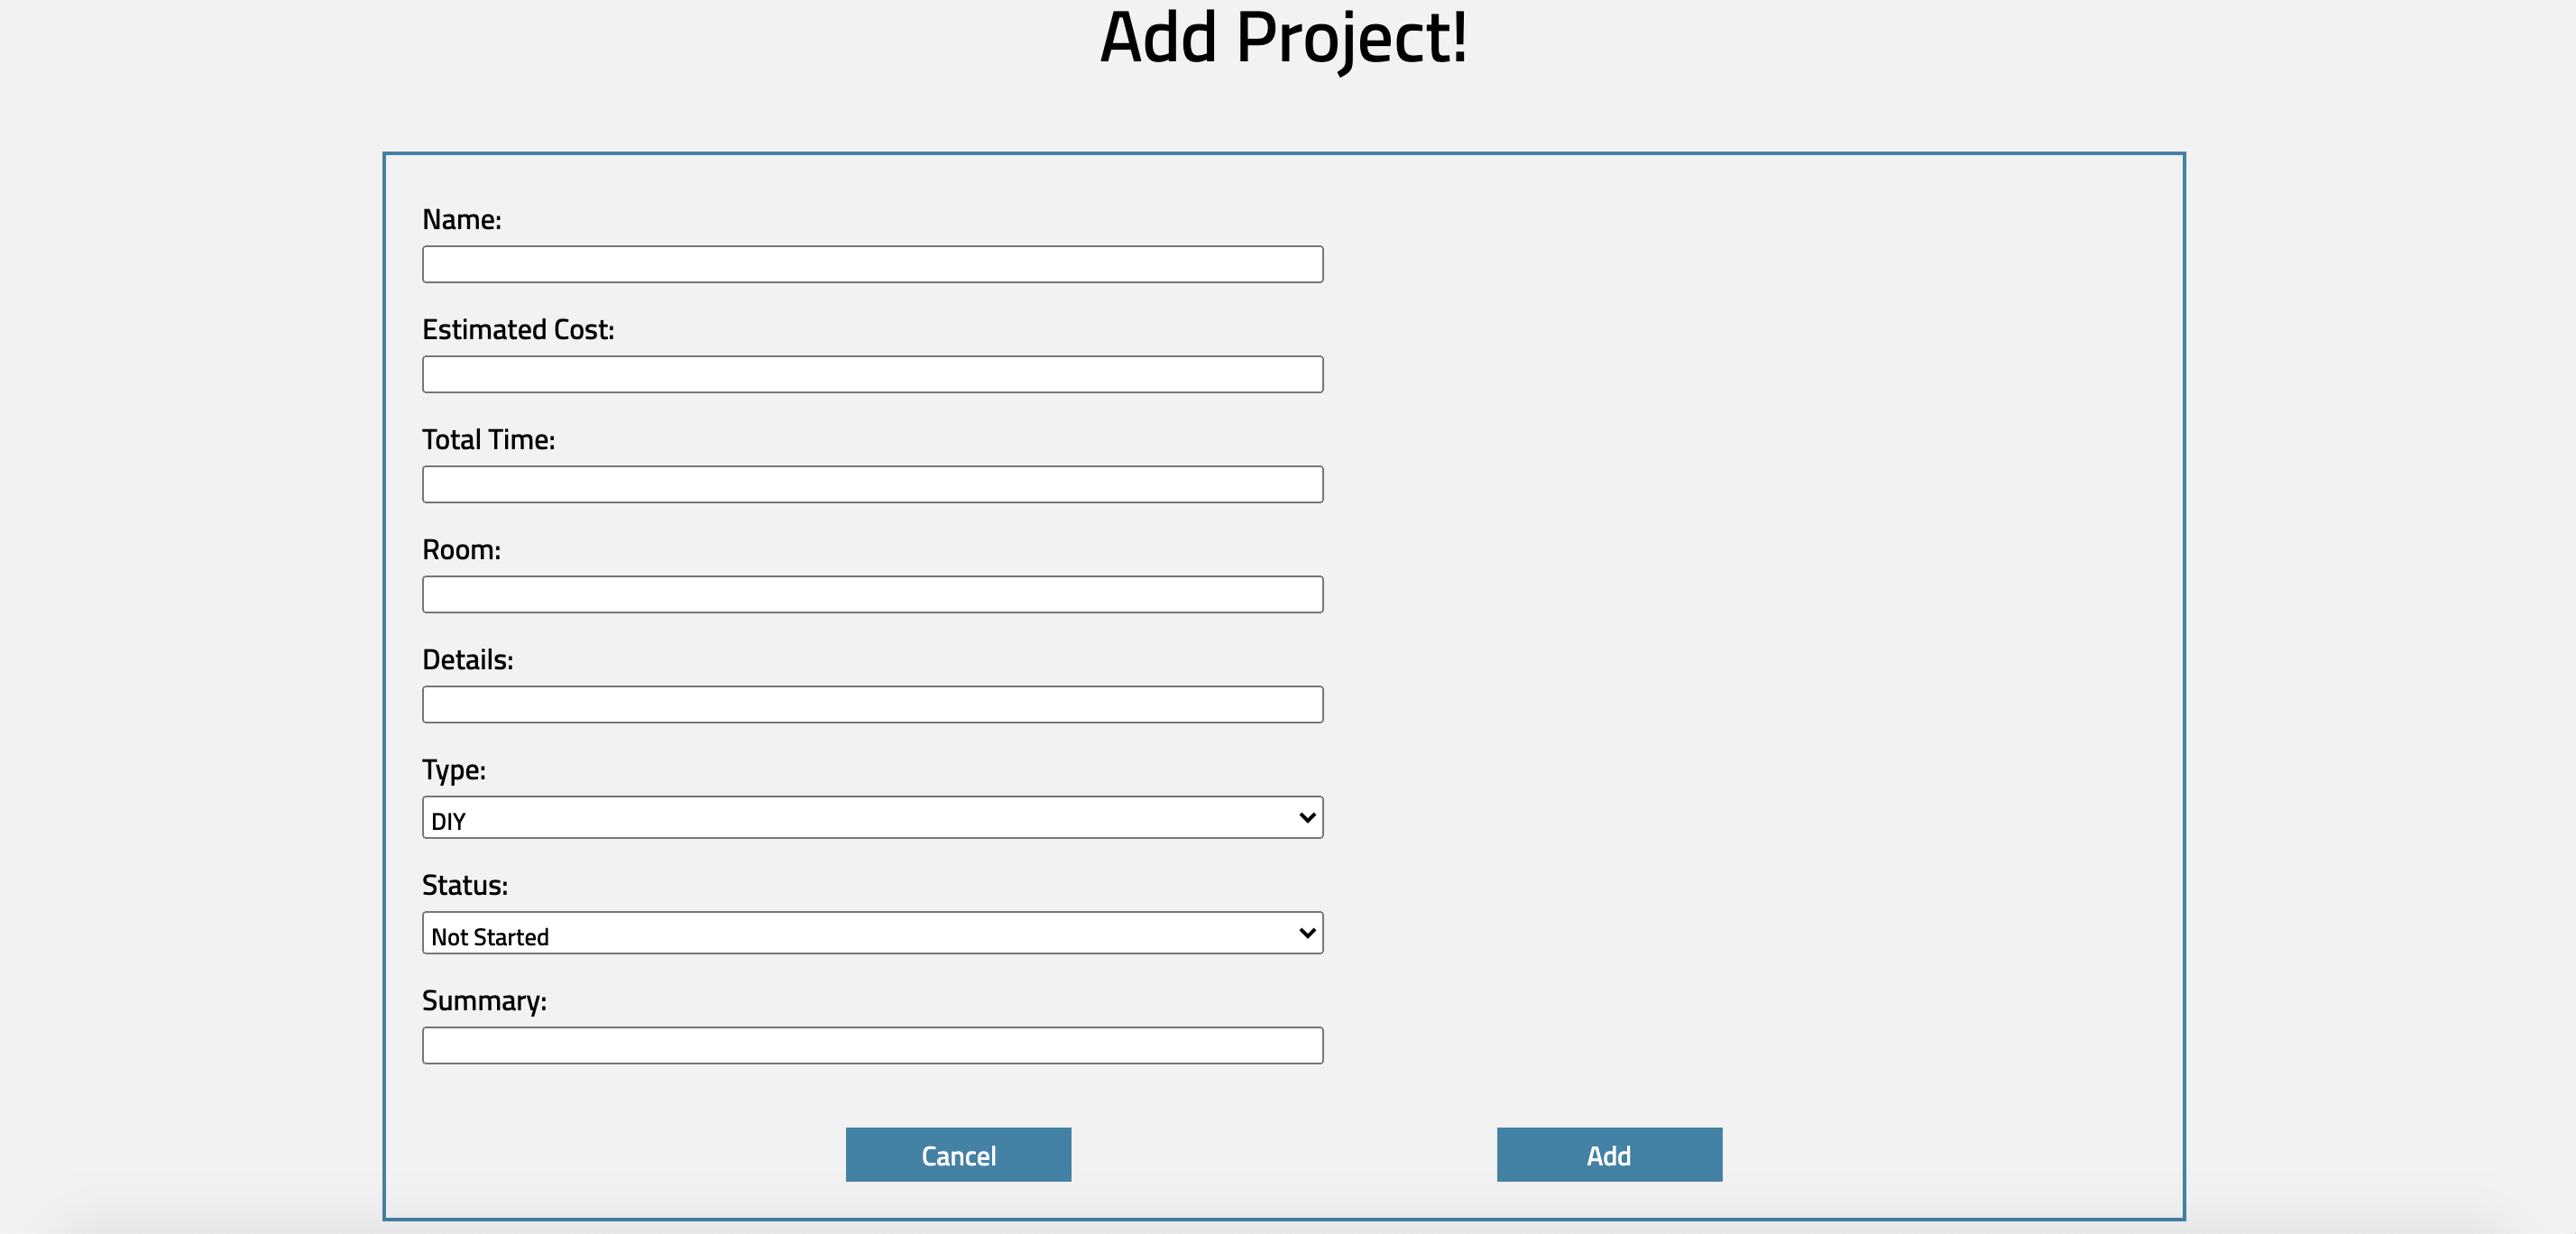 Add Project!
Name:
Estimated Cost:
Total Time:
Room:
Details:
Type:
DIY
Status:
Not Started
Summary:
Cancel
Add